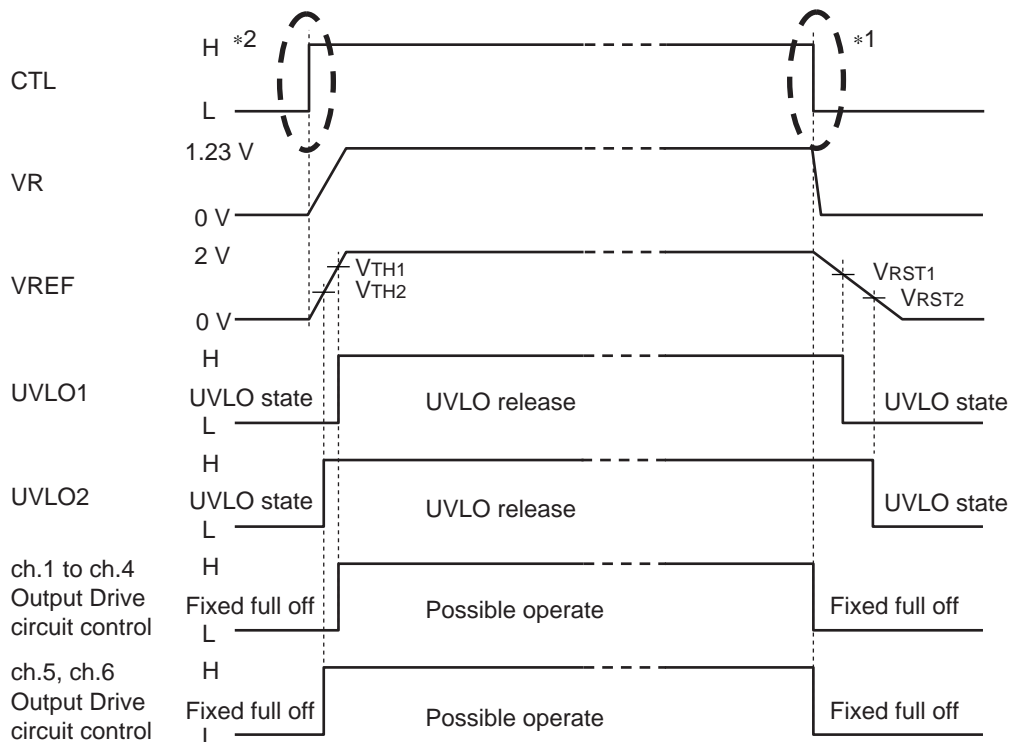 H *2 *1
CTL
L
1.23 V
VR
0 V
2 V
VTH1
VRST1
VREF
VTH2
VRST2
0 V
H
UVLO1
UVLO state UVLO release UVLO state
L
H
UVLO2
UVLO state UVLO release UVLO state
L
ch.1 to ch.4
Output Drive
circuit control
H
Fixed full off Possible operate Fixed full off
L
ch.5, ch.6
Output Drive
circuit control
H
Fixed full off Possible operate Fixed full off
L